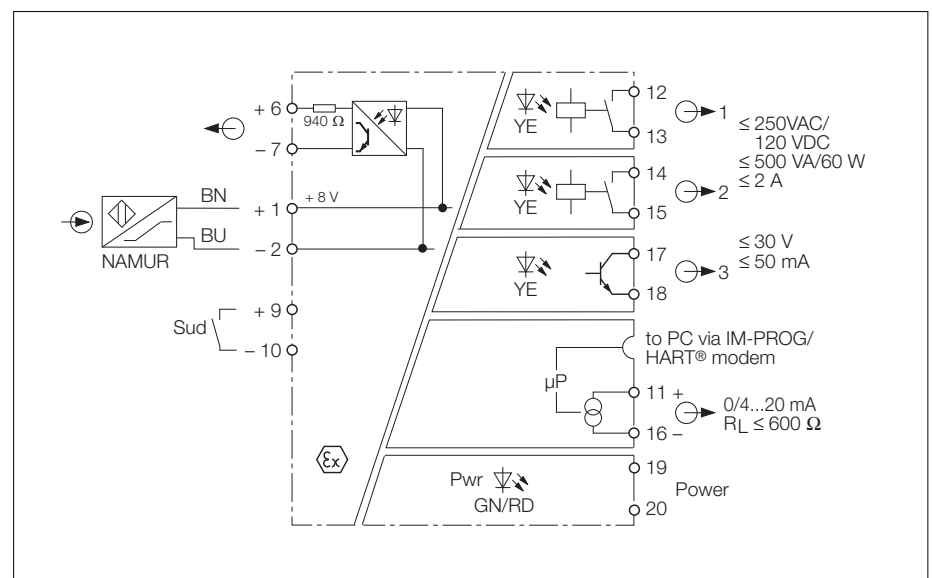 + 6
940 Ω
– 7
BN
+ 1
+ 8 V
BU
– 2
NAMUR
Sud
+ 9
– 10
Ɛx
YE
12
13
1
≤ 250VAC/
120 VDC
≤ 500 VA/60 W
≤ 2 A
YE
14
15
2
YE
17
18
3
≤ 30 V
≤ 50 mA
to PC via IM-PROG/
HART® modem
µP
11 +
16 –
0/4...20 mA
RL ≤ 600 Ω
Pwr
GN/RD
19
20
Power